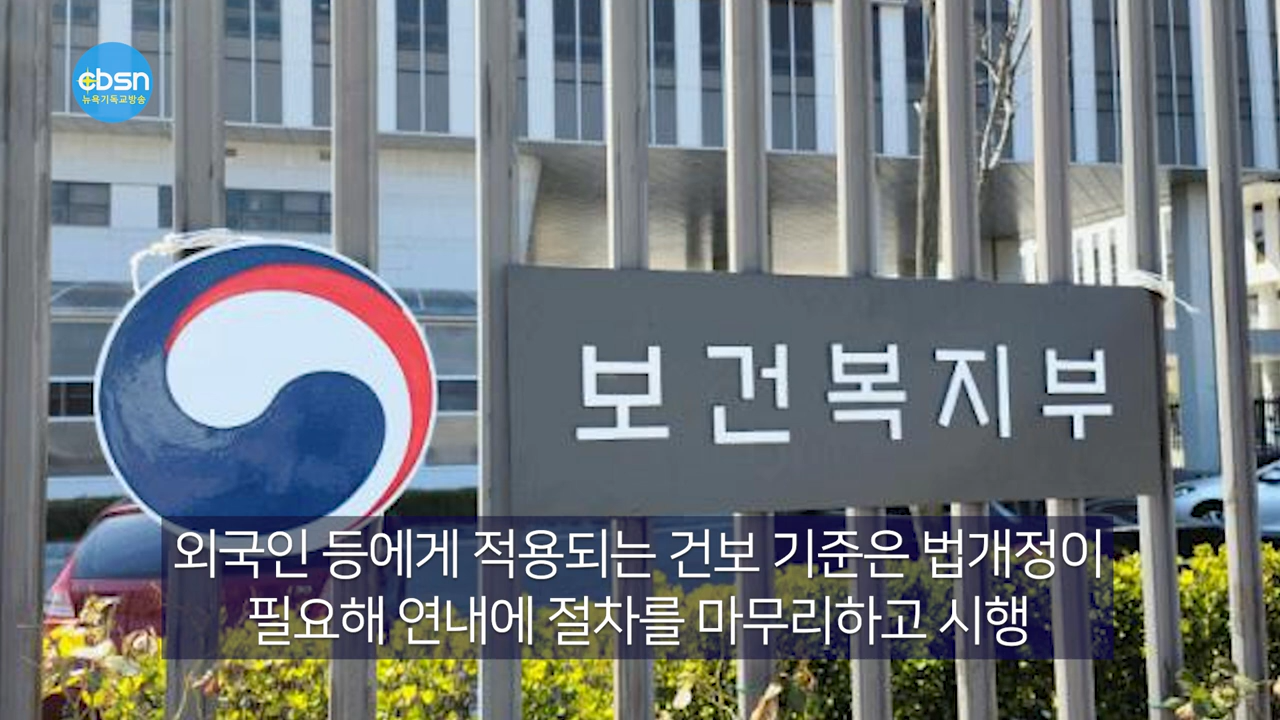 cbsn
뉴욕기독교방송
보건복지부
외국인 등에게 적용되는 건보 기준은 법개정이
필요해 연내에 절차를 마무리하고 시행